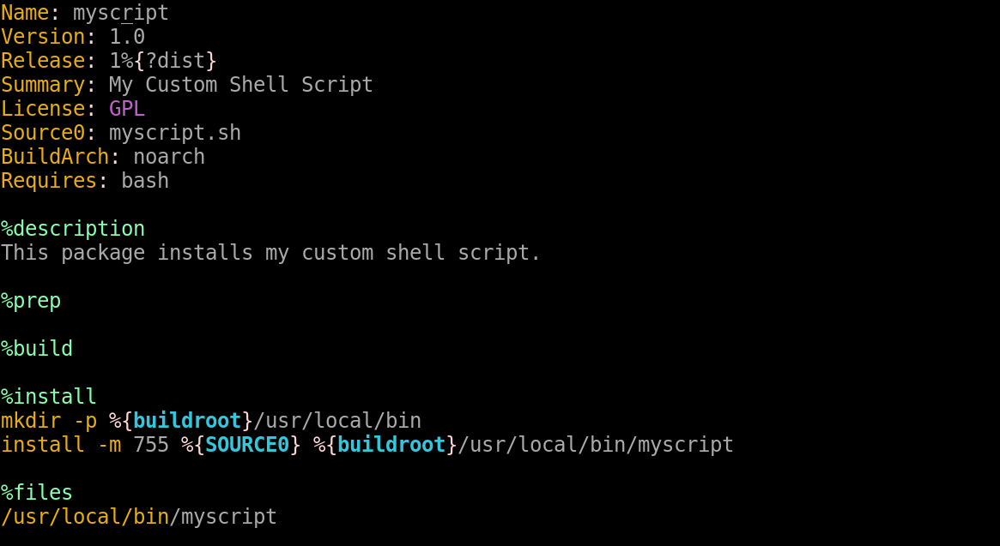 Name: myscript
Version: 1.0
Release: 1%{?dist}
Summary: My Custom Shell Script
License: GPL
Source0: myscript.sh
BuildArch: noarch
Requires: bash

%description
This package installs my custom shell script.

%prep

%build

%install
mkdir -p %{buildroot}/usr/local/bin
install -m 755 %{SOURCE0} %{buildroot}/usr/local/bin/myscript

%files
/usr/local/bin/myscript